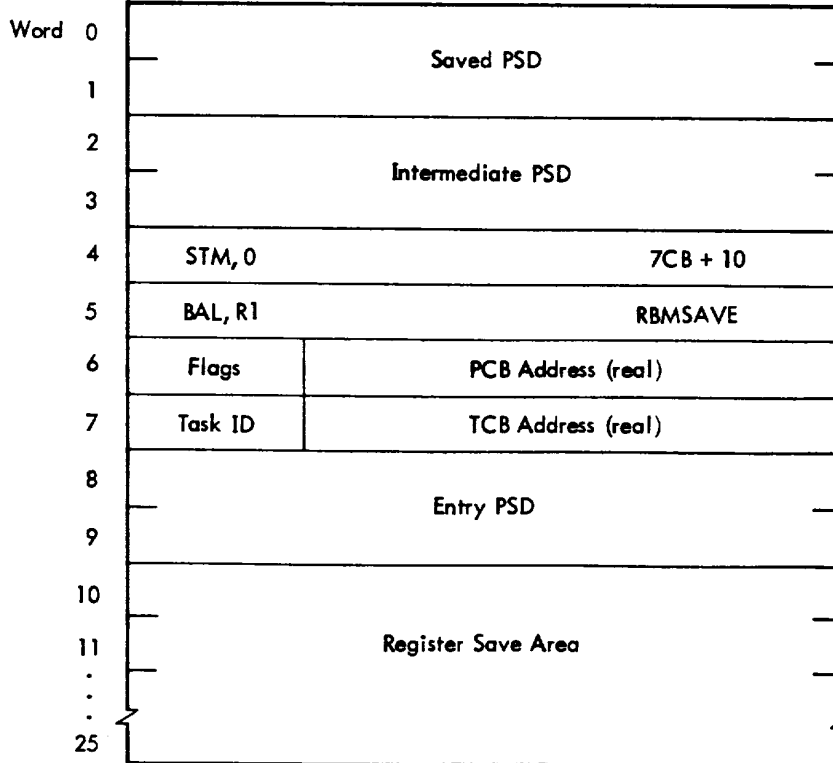 Word 0
Saved PSD
1
2
Intermediate PSD
3
4 STM, 0 7CB + 10
5 BAL, R1 RBMSAVE
6 Flags PCB Address (real)
7 Task ID TCB Address (real)
8
Entry PSD
9
10
11 Register Save Area
.
.
.
25